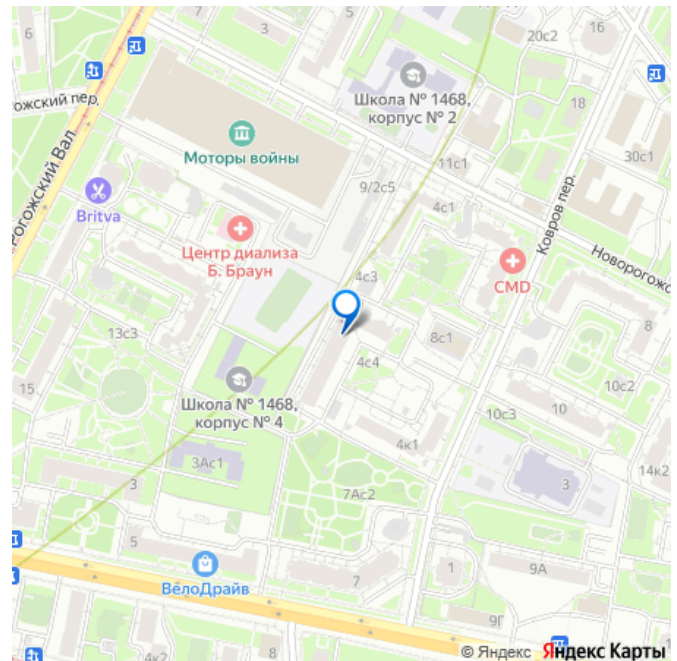 6
7
3
5
20с2
16
Школа № 1468,
корпус № 2
18
ожский пер.
Моторы войны
РОГОЖСКИЙ Вал
30с1
11с1
9/2с5
4с1
Ковров пер.
Britva
Центр диализа
Б. Браун
Новорогожс
CMD
4с3
13с3
8с1
8
4с4
10с2
15
Школа № 1468,
корпус № 4
10с3
10
4к1
14к2
3Ас1
3
7Ас2
3
5
ВелоДрайв
7
1
9А
9Г
8
4к2
© Яндекс Яндекс Карты